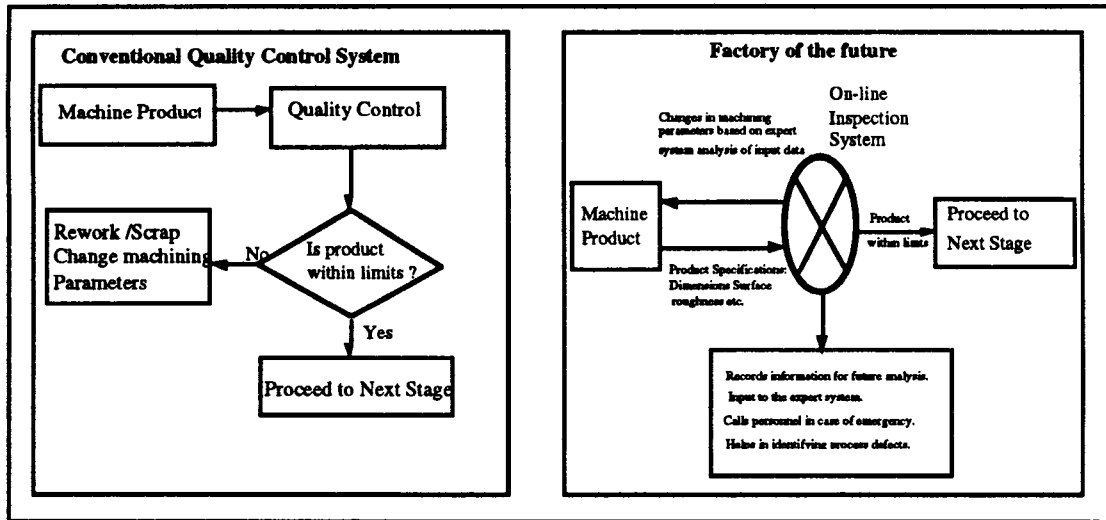 Conventional Quality Control System
Machine Product
Quality Control
Rework /Scrap
Change machining
Parameters
No
Is product
within limits ?
Yes
Proceed to Next Stage
Factory of the future
On-line
Inspection
System
Changes in machining
parameters based on expert
system analysis of input data
Machine
Product
Product
within limits
Proceed to
Next Stage
Product Specifications:
Dimensions Surface
roughness etc.
Records information for future analysis.
Input to the expert system.
Calls personnel in case of emergency.
Helps in identifying process defects.